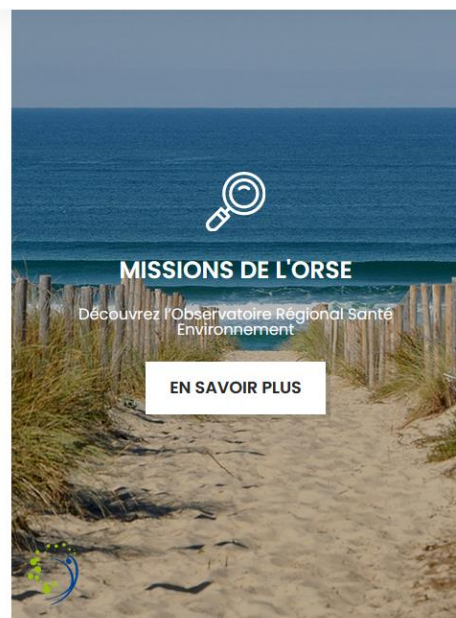 MISSIONS DE L'ORSE
Découvrez l'Observatoire Régional Santé
Environnement
EN SAVOIR PLUS